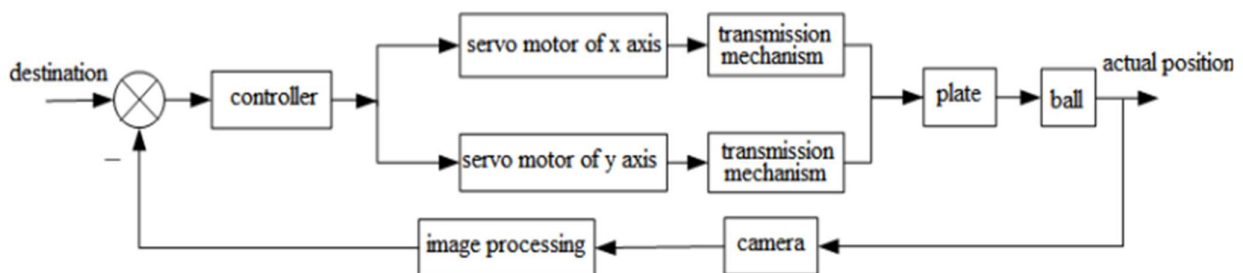 destination
controller
servo motor of x axis
transmission
mechanism
servo motor of y axis
transmission
mechanism
plate
ball
actual position
–
image processing
camera